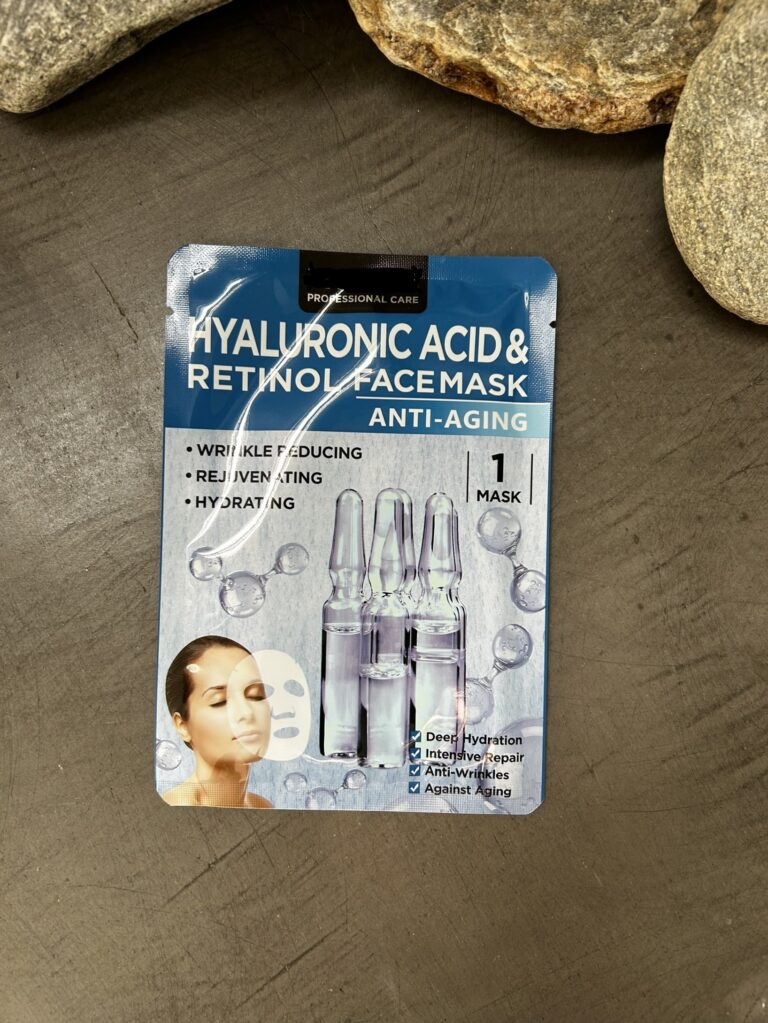 PROFESSIONAL CARE
HYALURONIC ACID &
RETINOL FACE MASK
ANTI-AGING
• WRINKLE REDUCING
• REJUVENATING
• HYDRATING
1
MASK
Deep Hydration
Intensive Repair
Anti-Wrinkles
Against Aging